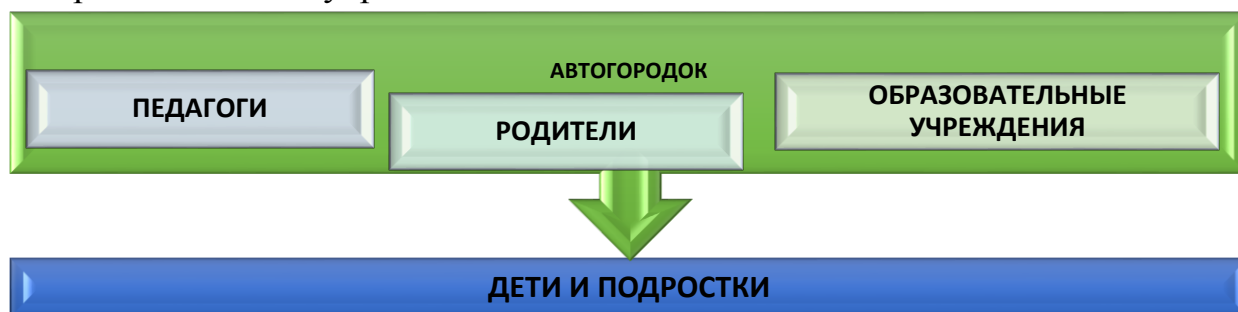 АВТОГОРОДОК
ПЕДАГОГИ
РОДИТЕЛИ
ОБРАЗОВАТЕЛЬНЫЕ
УЧРЕЖДЕНИЯ
ДЕТИ И ПОДРОСТКИ